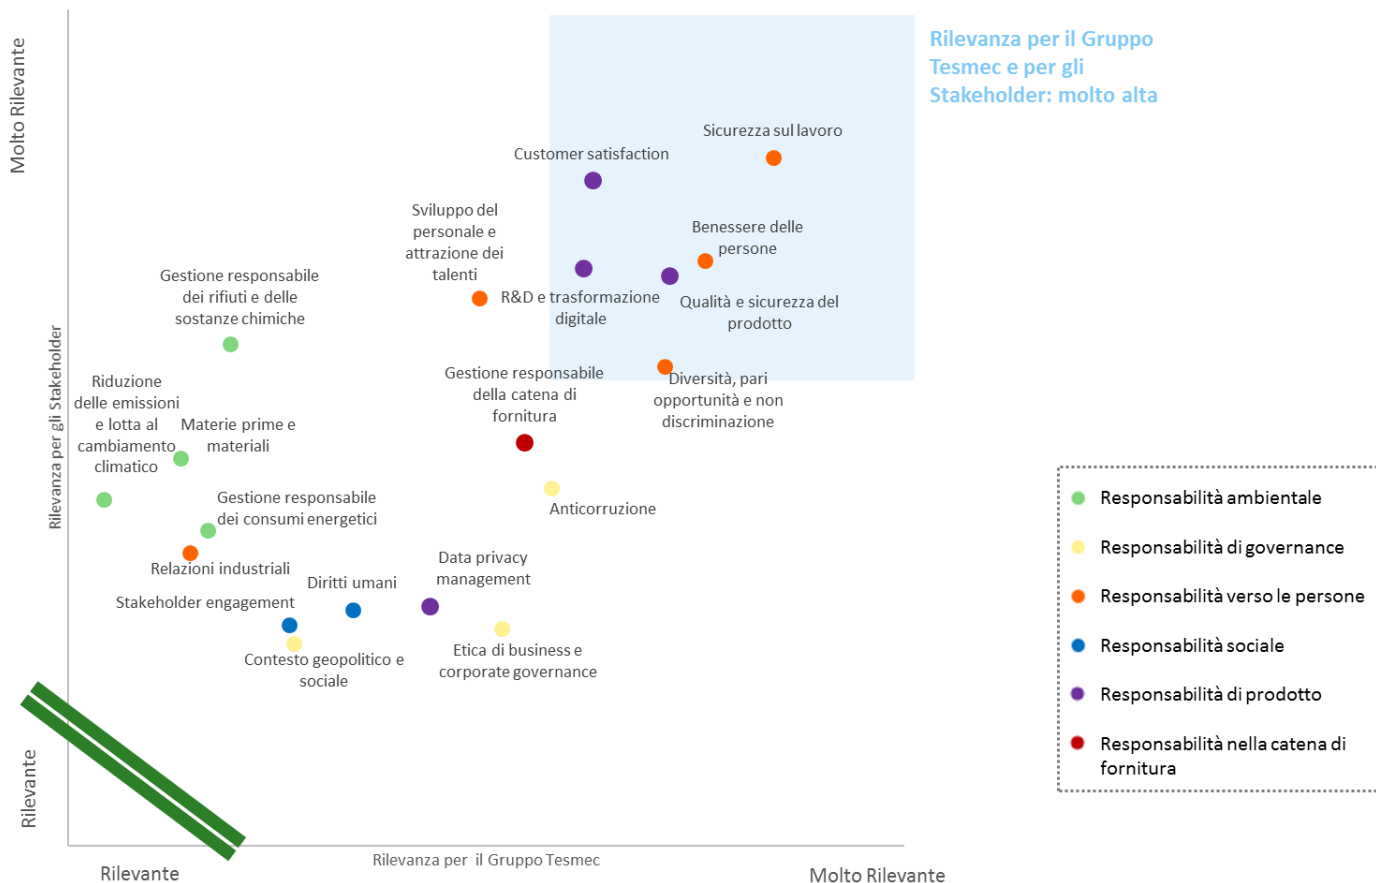 Molto Rilevante
Rilevanza per il Gruppo
Tesmec e per gli
Stakeholder: molto alta
Sicurezza sul lavoro
Customer satisfaction
Sviluppo del
personale e
attrazione dei
talenti
Benessere delle
persone
Gestione responsabile
dei rifiuti e delle
sostanze chimiche
R&D e trasformazione
digitale
Qualità e sicurezza del
prodotto
Rilevanza per gli Stakeholder
Gestione responsabile
della catena di
fornitura
Diversità, pari
opportunità e non
discriminazione
Riduzione
delle emissioni
e lotta al
cambiamento
climatico
Materie prime e
materiali
Gestione responsabile
dei consumi energetici
Anticorruzione
Relazioni industriali
Diritti umani
Data privacy
management
Stakeholder engagement
Contesto geopolitico e
sociale
Etica di business e
corporate governance
Responsabilità ambientale
Responsabilità di governance
Responsabilità verso le persone
Responsabilità sociale
Responsabilità di prodotto
Responsabilità nella catena di
fornitura
Rilevante
Rilevante
Rilevanza per il Gruppo Tesmec
Molto Rilevante